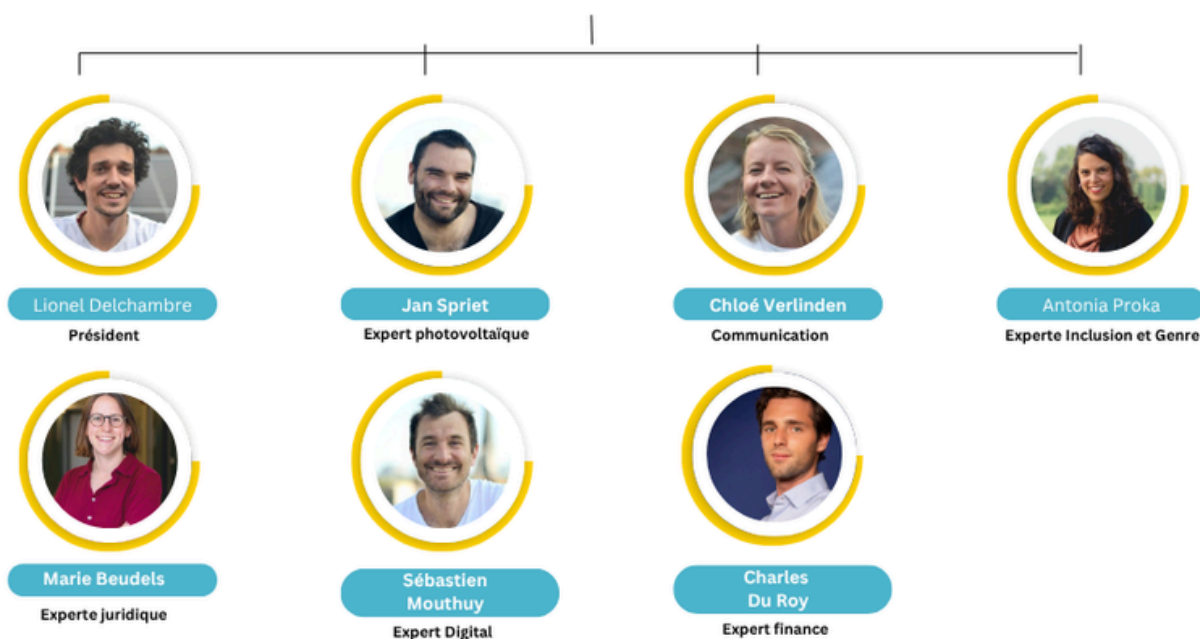 Lionel Delchambre
Président
Jan Spriet
Expert photovoltaïque
Chloé Verlinden
Communication
Antonia Proka
Experte Inclusion et Genre
Marie Beudels
Experte juridique
Sébastien
Mouthuy
Expert Digital
Charles
Du Roy
Expert finance